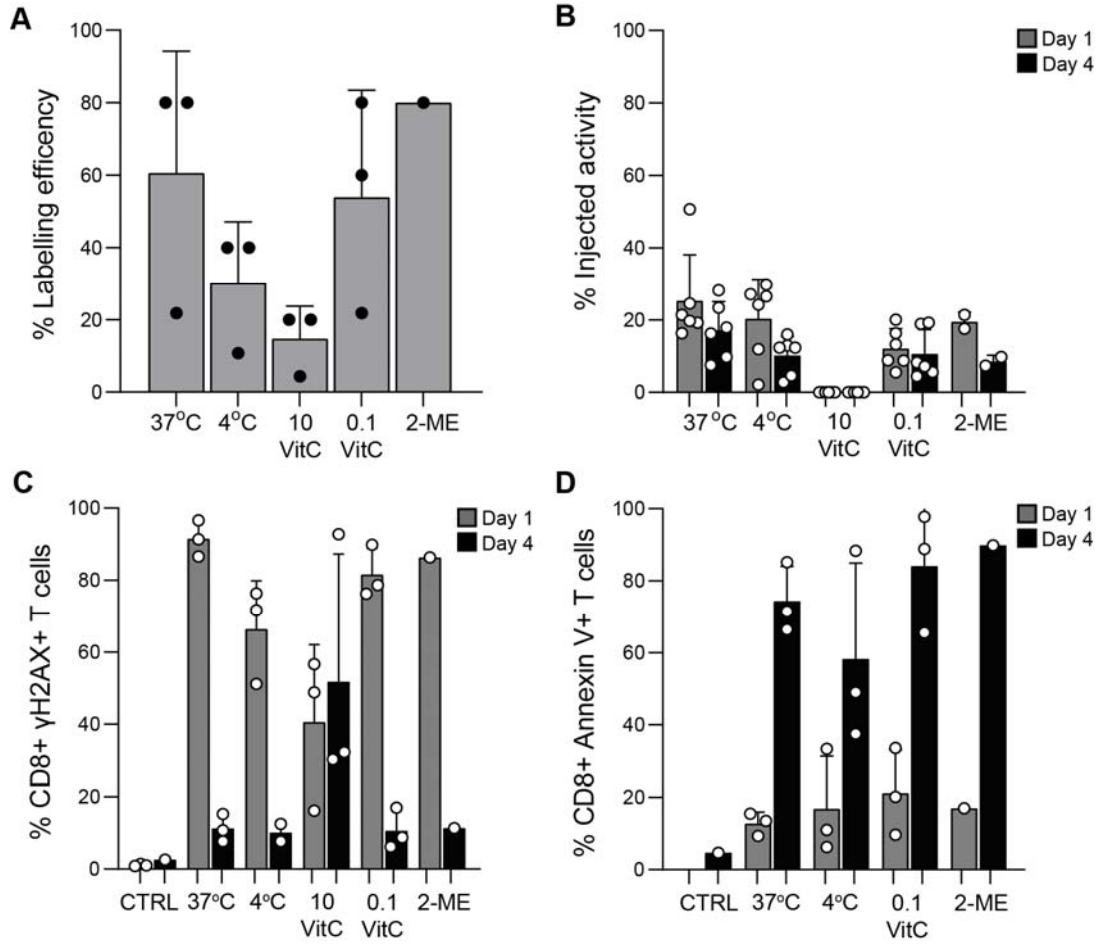 A
% Labelling efficency
100
80
60
40
20
0
37°C
4°C
10
VitC
0.1
VitC
2-ME
B
% Injected activity
100
80
60
40
20
0
37 °C
4°C
10
VitC
0.1
VitC
2-ME
Day 1
Day 4
C
% CD8+ γH2AX+ T cells
100
80
60
40
20
0
CTRL
37°C
4°C
10
VitC
0.1
VitC
2-ME
Day 1
Day 4
D
% CD8+ Annexin V+ T cells
100
80
60
40
20
0
CTRL
37°C
4°C
0.1
VitC
2-ME
Day 1
Day 4